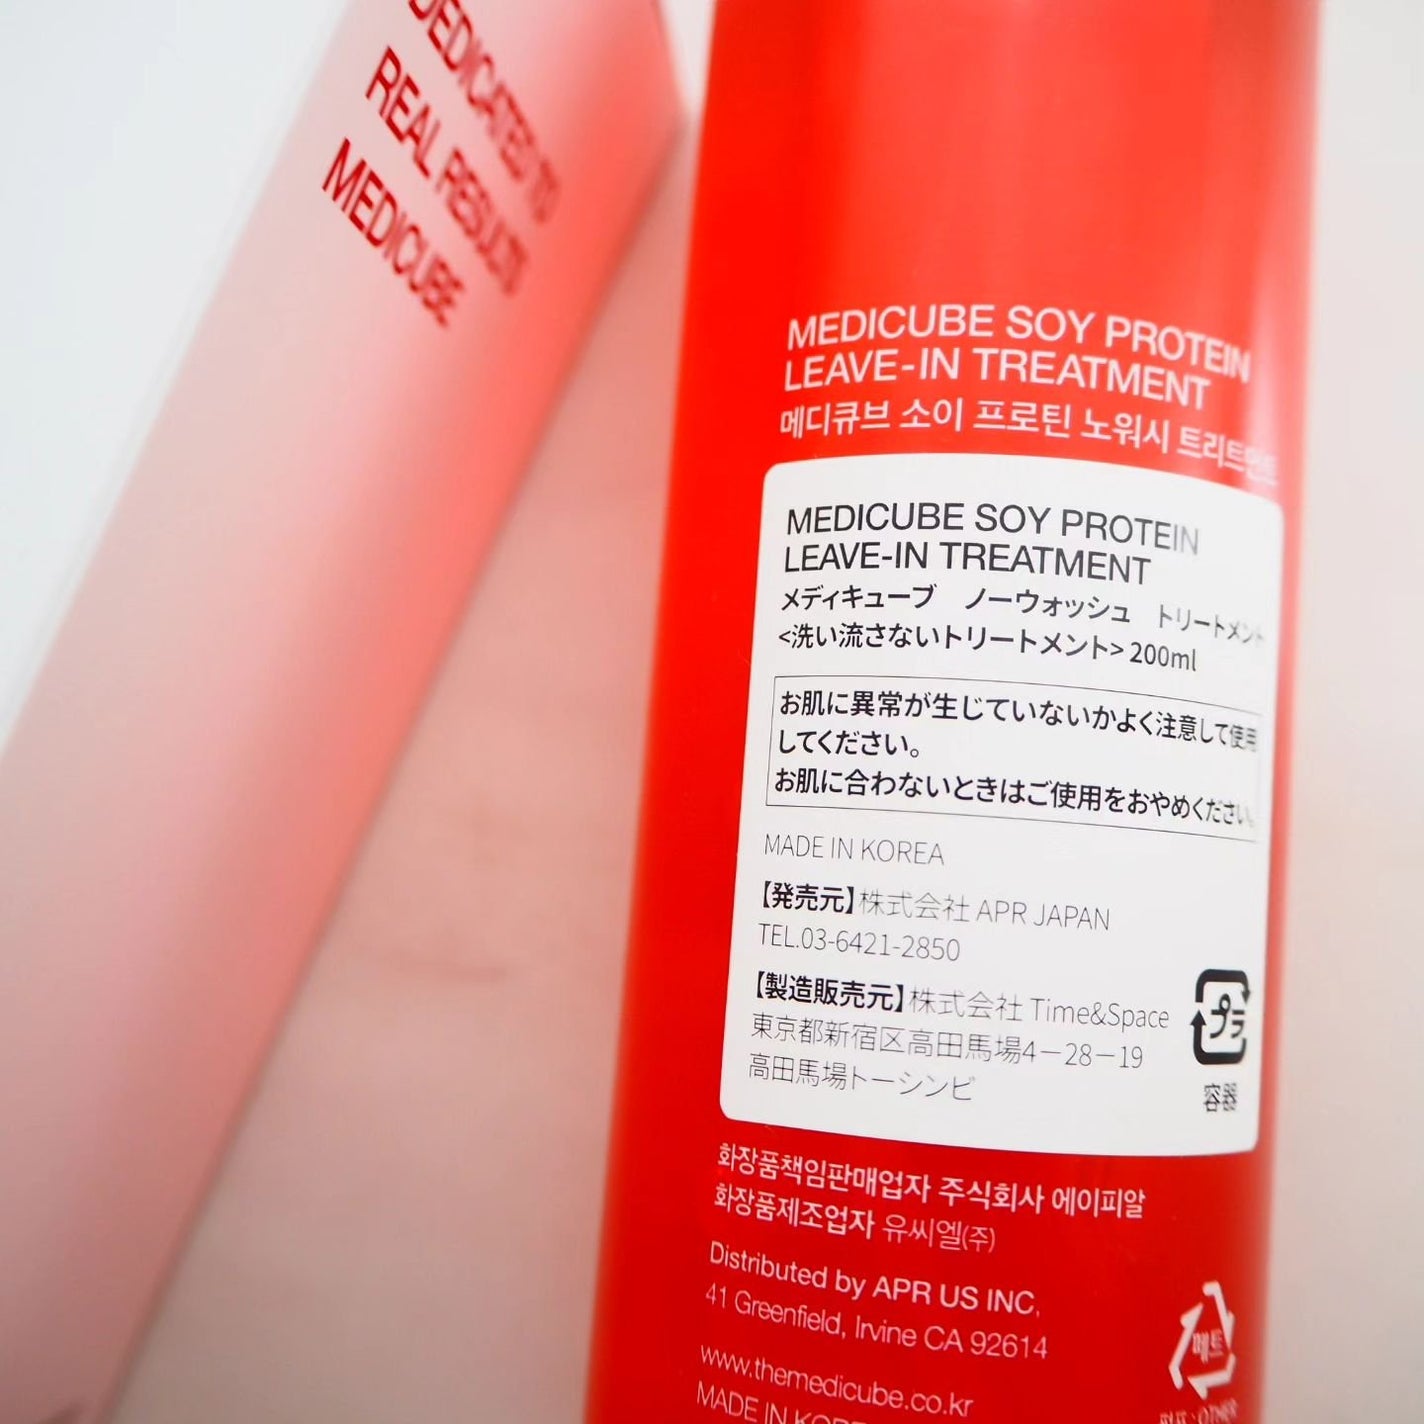 DEDICATED TO
REAL RESULTS
MEDICUBE
MEDICUBE SOY PROTEIN
LEAVE-IN TREATMENT
메디큐브 소이 프로틴 노워시 트리트먼트
MEDICUBE SOY PROTEIN
LEAVE-IN TREATMENT
メディキューブ　ノーウォッシュ　トリートメント
<洗い流さないトリートメント> 200ml
お肌に異常が生じていないかよく注意して使用
してください。
お肌に合わないときはご使用をおやめください。
MADE IN KOREA
【発売元】株式会社 APR JAPAN
TEL.03-6421-2850
【製造販売元】株式会社 Time&Space
東京都新宿区高田馬場4－28－19
高田馬場トーシンビ
プラ
容器
화장품책임판매업자 주식회사 에이피알
화장품제조업자 유씨엘(주)
Distributed by APR US INC.
41 Greenfield, Irvine CA 92614
www.themedicube.co.kr
MADE IN KOREA
페트